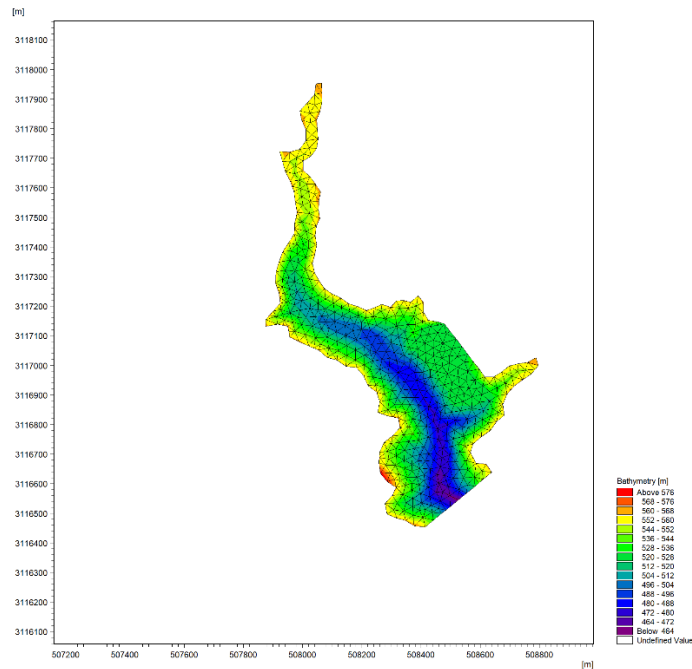 [m]
3118100
3118000
3117900
3117800
3117700
3117600
3117500
3117400
3117300
3117200
3117100
3117000
3116900
3116800
3116700
3116600
3116500
3116400
3116300
3116200
3116100
507200 507400 507600 507800 508000 508200 508400 508600 508800
[m]
Bathymetry [m]
Above 576
568 - 576
560 - 568
552 - 560
544 - 552
536 - 544
528 - 536
520 - 528
512 - 520
504 - 512
496 - 504
488 - 496
480 - 488
472 - 480
464 - 472
Below 464
Undefined Value